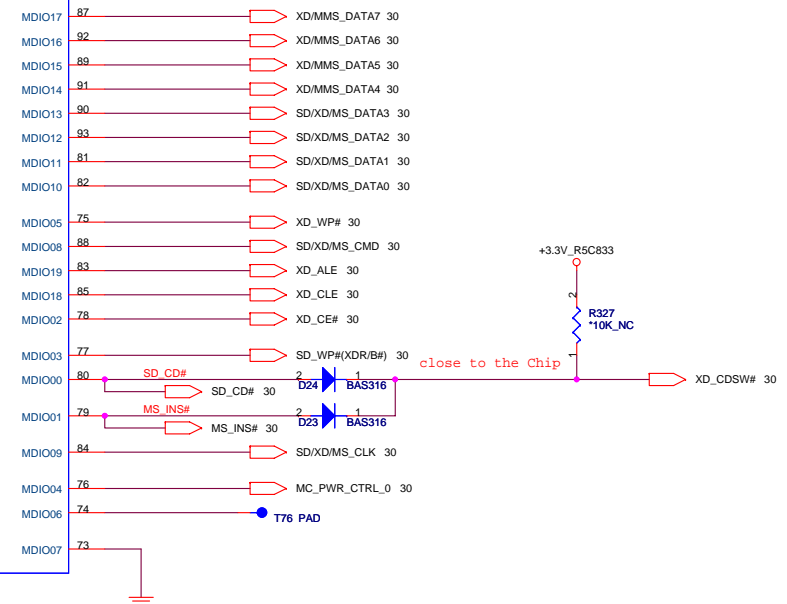 MDIO17 87 XD/MMS_DATA7 30
MDIO16 92 XD/MMS_DATA6 30
MDIO15 89 XD/MMS_DATA5 30
MDIO14 91 XD/MMS_DATA4 30
MDIO13 90 SD/XD/MS_DATA3 30
MDIO12 93 SD/XD/MS_DATA2 30
MDIO11 81 SD/XD/MS_DATA1 30
MDIO10 82 SD/XD/MS_DATA0 30
MDIO05 75 XD_WP# 30
MDIO08 88 SD/XD/MS_CMD 30
+3.3V_R5C833
MDIO19 83 XD_ALE 30
MDIO18 85 XD_CLE 30
2
R327
*10K_NC
MDIO02 78 XD_CE# 30
MDIO03 77 SD_WP#(XDR/B#) 30
1
close to the Chip
MDIO00 80 SD_CD# 2 1 XD_CDSW# 30
D24 BAS316
SD_CD# 30
MDIO01 79 MS_INS# 2 1
D23 BAS316
MS_INS# 30
MDIO09 84 SD/XD/MS_CLK 30
MDIO04 76 MC_PWR_CTRL_0 30
MDIO06 74 T76 PAD
MDIO07 73